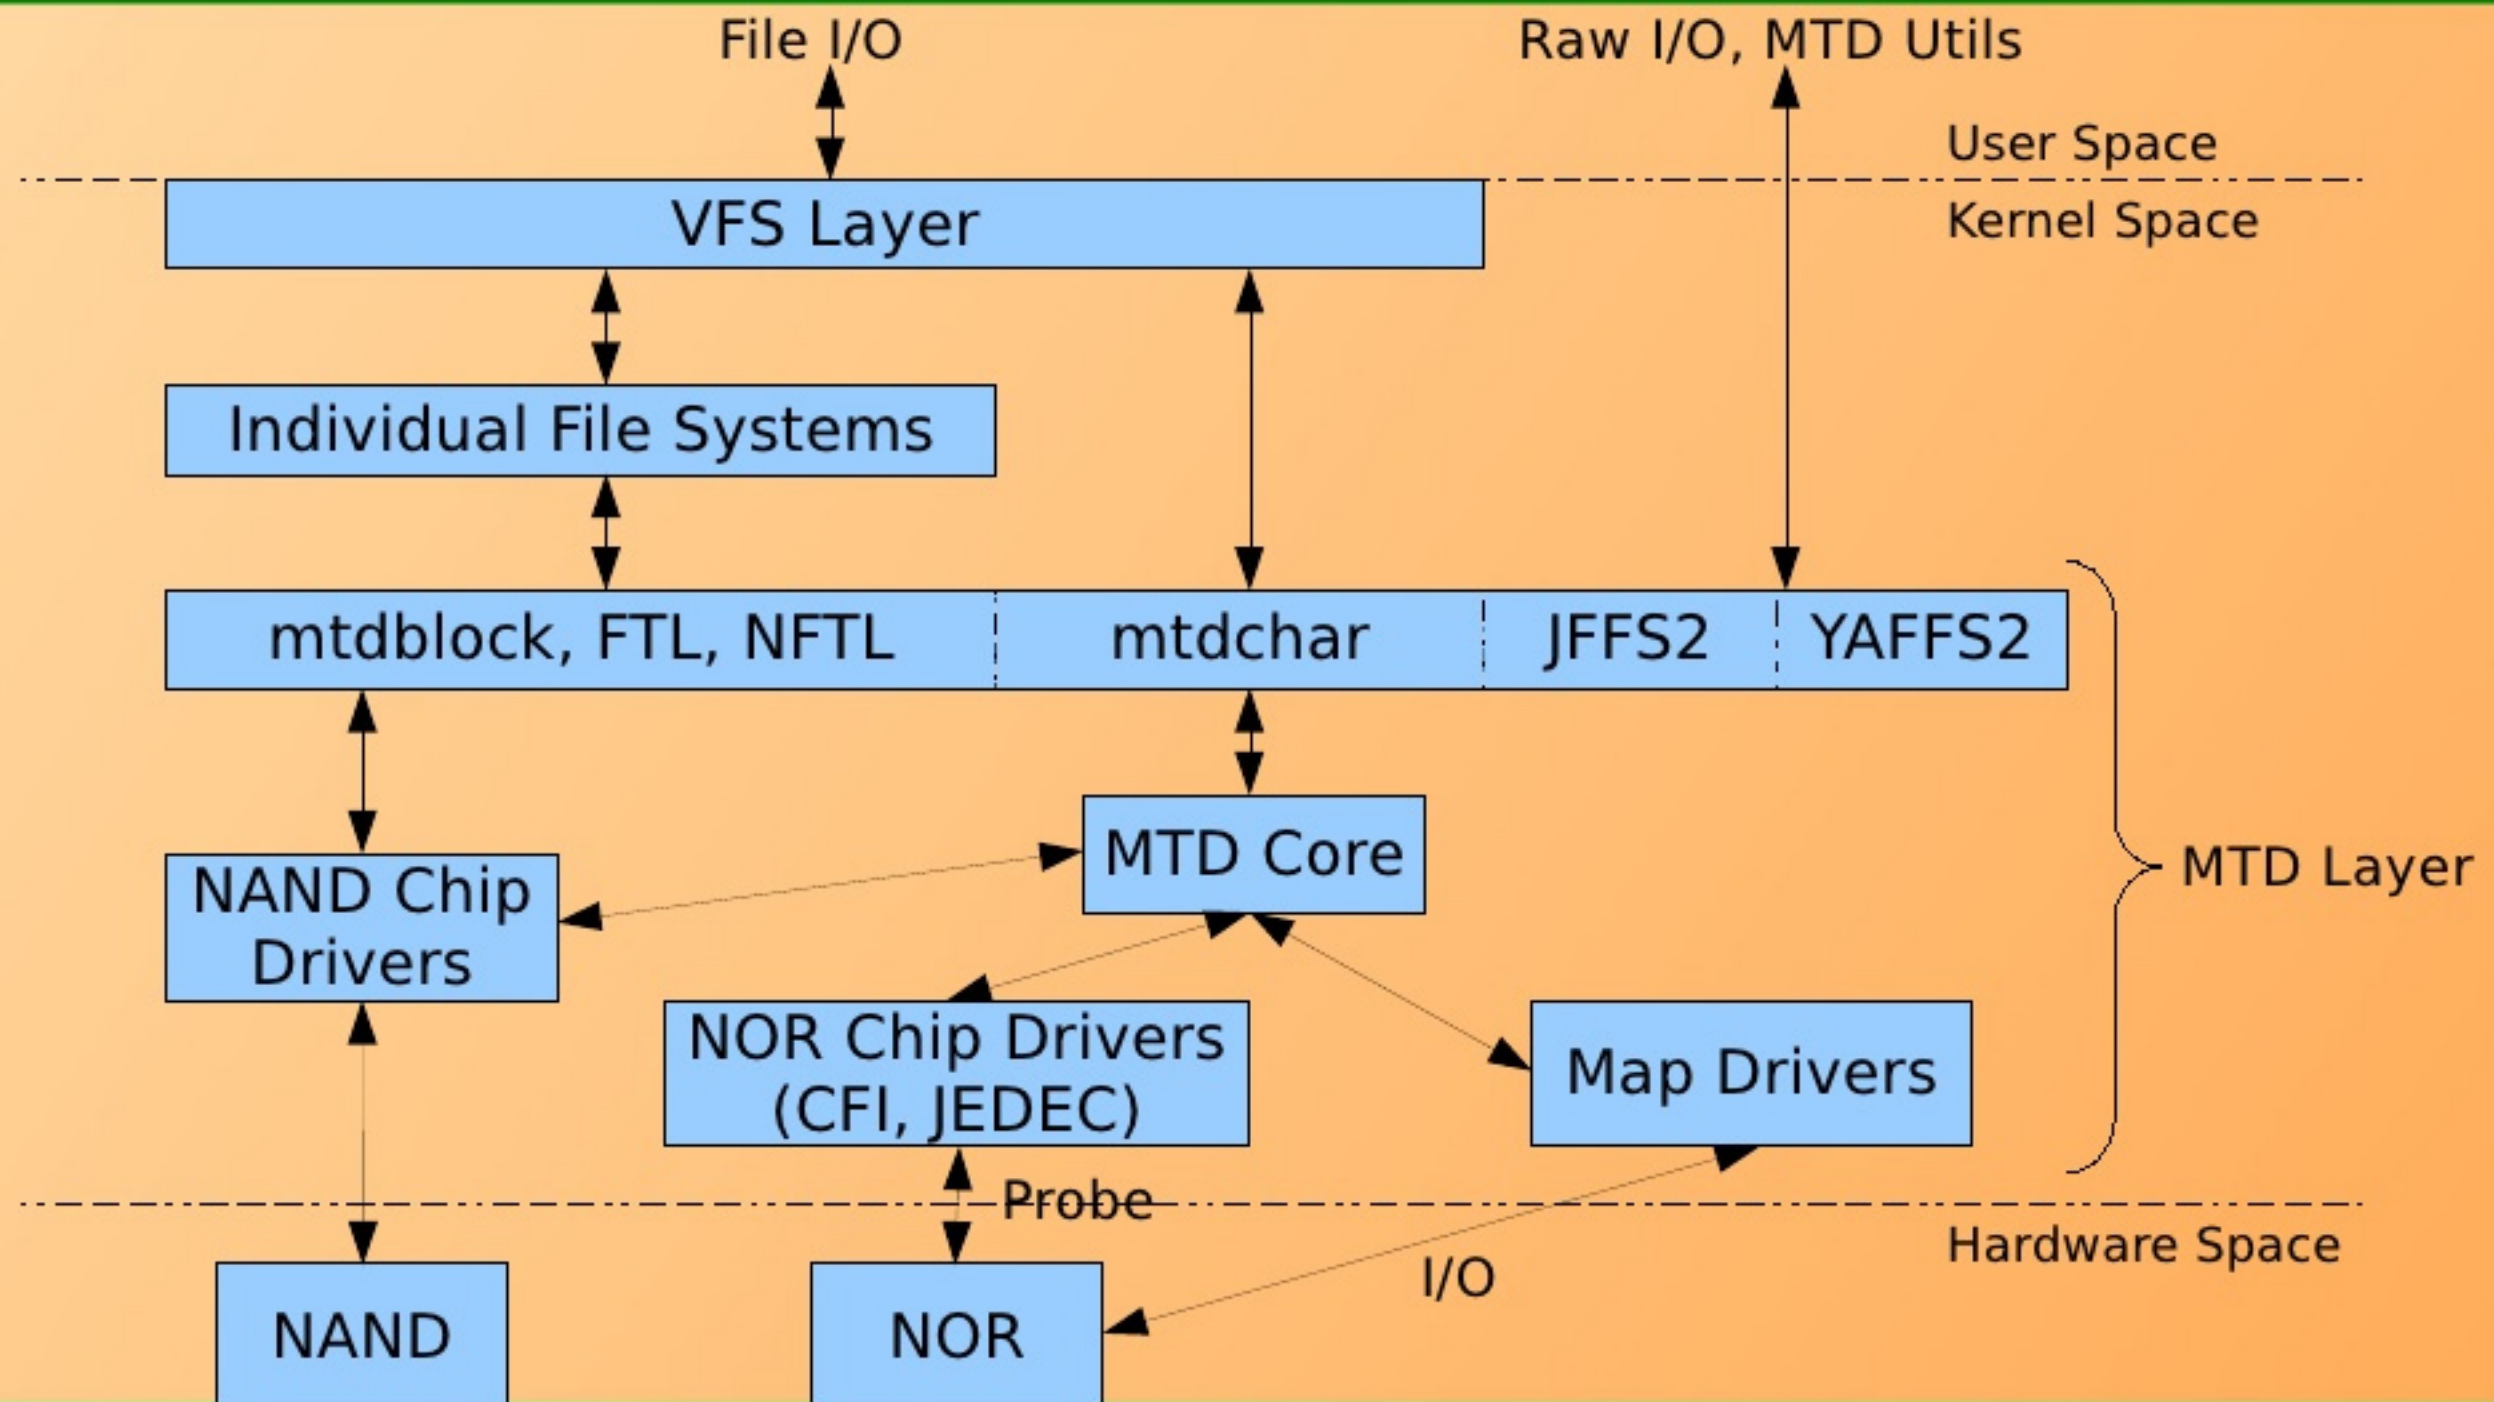 File I/O
Raw I/O, MTD Utils
User Space
VFS Layer
Kernel Space
Individual File Systems
mtdblock, FTL, NFTL
mtdchar
JFFS2
YAFFS2
MTD Core
MTD Layer
NAND Chip
Drivers
NOR Chip Drivers
(CFI, JEDEC)
Map Drivers
Probe
Hardware Space
I/O
NAND
NOR